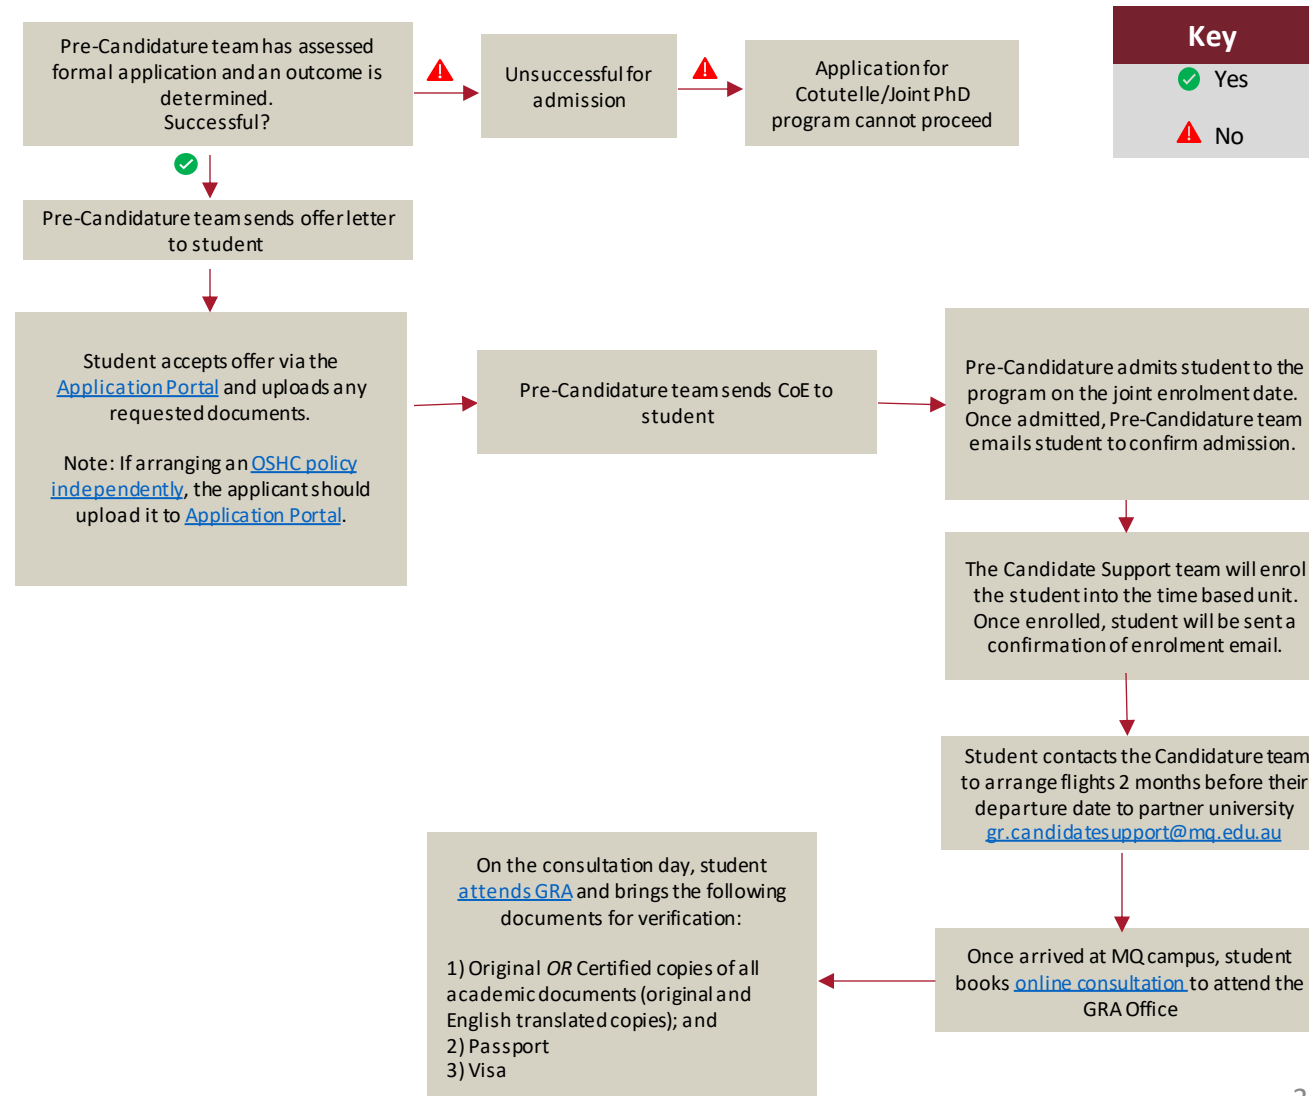 Pre-Candidature team has assessed
formal application and an outcome is
determined.
Successful?
Unsuccessful for
admission
Application for
Cotutelle/Joint PhD
program cannot proceed
Key
Yes
No
Pre-Candidature team sends offer letter
to student
Student accepts offer via the
Application Portal and uploads any
requested documents.
Note: If arranging an OSHC policy
independently, the applicant should
upload it to Application Portal.
Pre-Candidature team sends CoE to
student
Pre-Candidature admits student to the
program on the joint enrolment date.
Once admitted, Pre-Candidature team
emails student to confirm admission.
The Candidate Support team will enrol
the student into the time based unit.
Once enrolled, student will be sent a
confirmation of enrolment email.
Student contacts the Candidature team
to arrange flights 2 months before their
departure date to partner university
gr.candidatesupport@mq.edu.au
Once arrived at MQ campus, student
books online consultation to attend the
GRA Office
On the consultation day, student
attends GRA and brings the following
documents for verification:
1) Original OR Certified copies of all
academic documents (original and
English translated copies); and
2) Passport
3) Visa